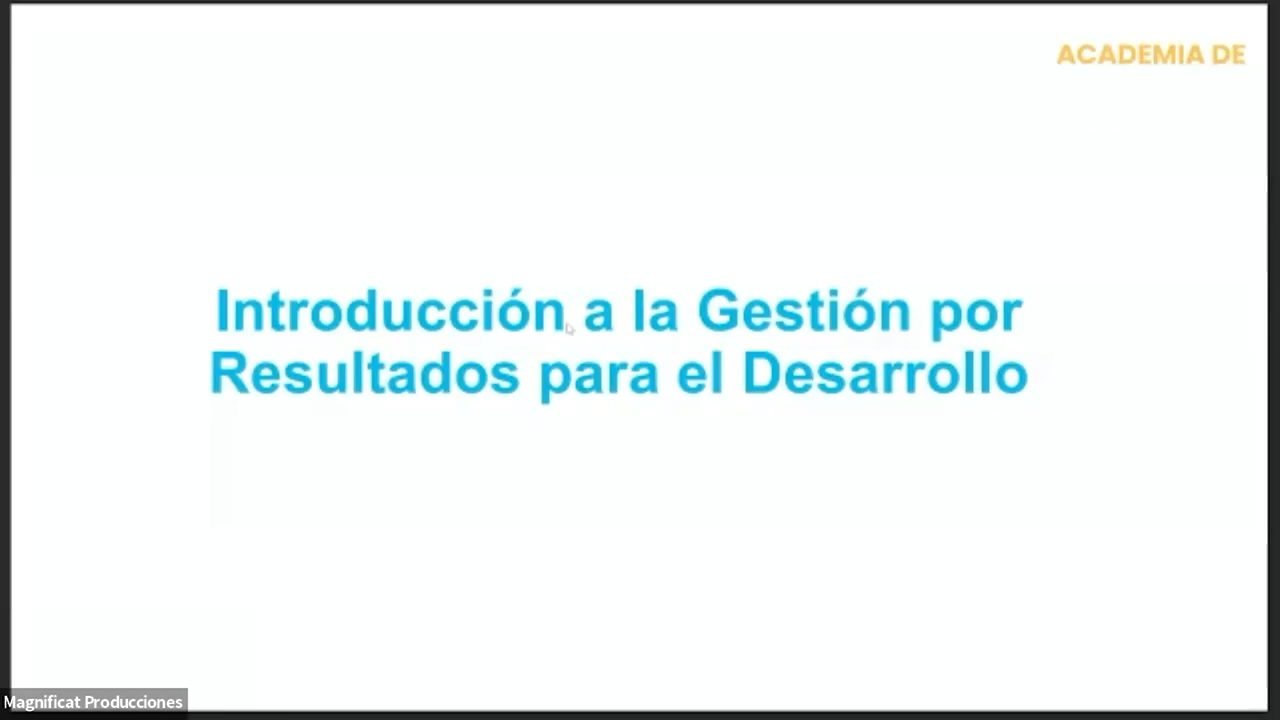 ACADEMIA DE
Introducción a la Gestión por
Resultados para el Desarrollo
Magnificat Producciones